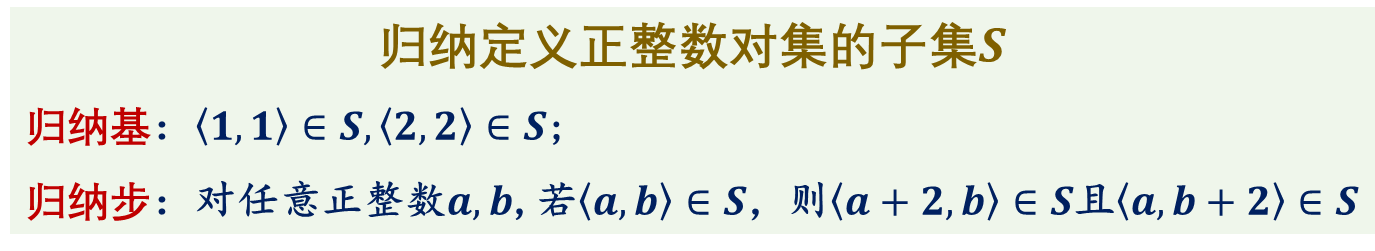 归纳定义正整数对集的子集S
归纳基：⟨1, 1⟩ ∈ S, ⟨2, 2⟩ ∈ S；
归纳步：对任意正整数a, b, 若⟨a, b⟩ ∈ S，则⟨a + 2, b⟩ ∈ S且⟨a, b + 2⟩ ∈ S